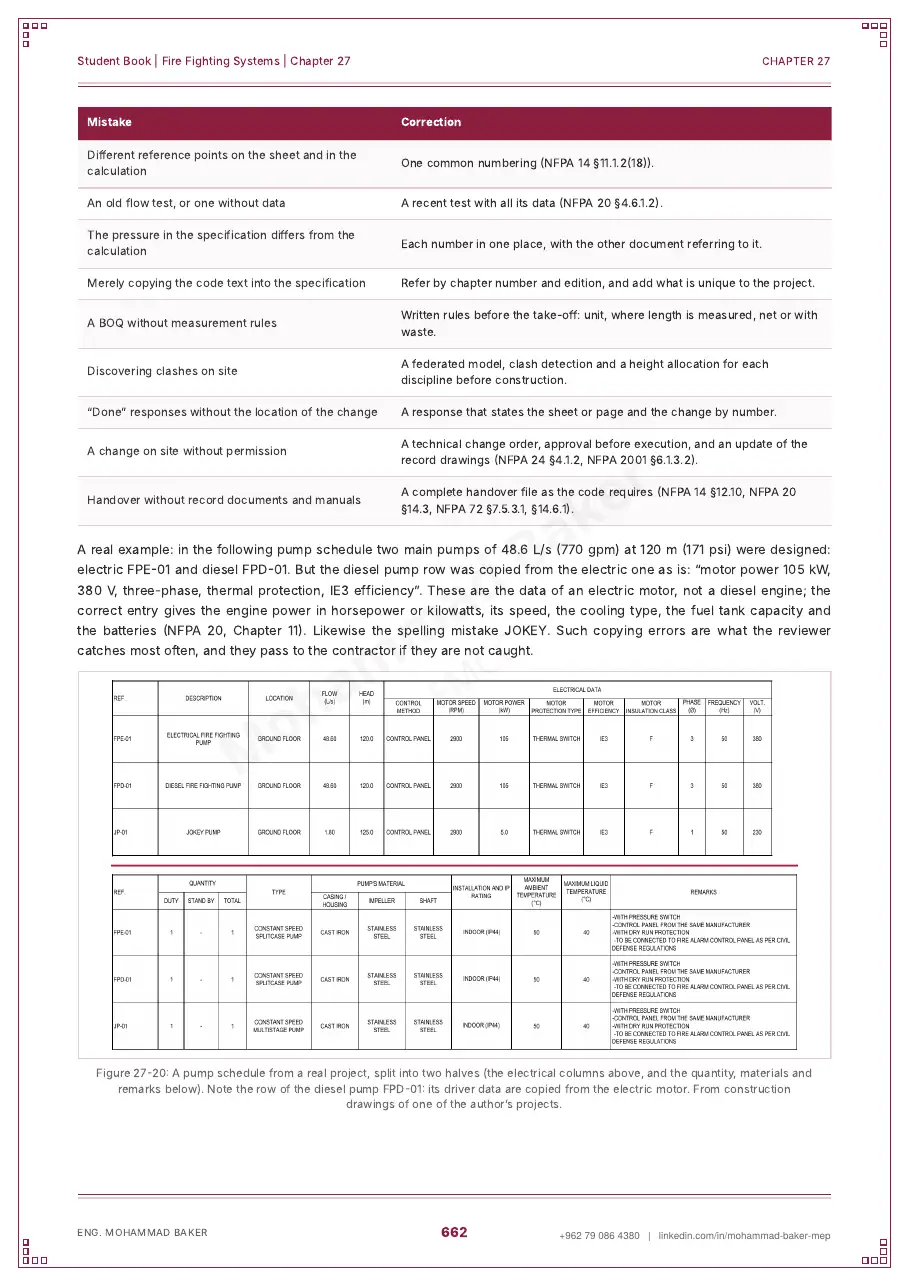 Student Book | Fire Fighting Systems | Chapter 27
CHAPTER 27
Mistake
Correction
Different reference points on the sheet and in the
calculation
One common numbering (NFPA 14 §11.1.2(18)).
An old flow test, or one without data
A recent test with all its data (NFPA 20 §4.6.1.2).
The pressure in the specification differs from the
calculation
Each number in one place, with the other document referring to it.
Merely copying the code text into the specification
Refer by chapter number and edition, and add what is unique to the project.
A BOQ without measurement rules
Written rules before the take-off: unit, where length is measured, net or with
waste.
Discovering clashes on site
A federated model, clash detection and a height allocation for each
discipline before construction.
“Done” responses without the location of the change
A response that states the sheet or page and the change by number.
A change on site without permission
A technical change order, approval before execution, and an update of the
record drawings (NFPA 24 §4.1.2, NFPA 2001 §6.1.3.2).
Handover without record documents and manuals
A complete handover file as the code requires (NFPA 14 §12.10, NFPA 20
§14.3, NFPA 72 §7.5.3.1, §14.6.1).
A real example: in the following pump schedule two main pumps of 48.6 L/s (770 gpm) at 120 m (171 psi) were designed:
electric FPE-01 and diesel FPD-01. But the diesel pump row was copied from the electric one as is: “motor power 105 kW,
380 V, three-phase, thermal protection, IE3 efficiency”. These are the data of an electric motor, not a diesel engine; the
correct entry gives the engine power in horsepower or kilowatts, its speed, the cooling type, the fuel tank capacity and
the batteries (NFPA 20, Chapter 11). Likewise the spelling mistake JOKEY. Such copying errors are what the reviewer
catches most often, and they pass to the contractor if they are not caught.
REF. DESCRIPTION LOCATION FLOW (L/s) HEAD (m) ELECTRICAL DATA
CONTROL METHOD MOTOR SPEED (RPM) MOTOR POWER (kW) MOTOR PROTECTION TYPE MOTOR EFFICIENCY MOTOR INSULATION CLASS PHASE (Ø) FREQUENCY (Hz) VOLT. (V)
FPE-01 ELECTRICAL FIRE FIGHTING PUMP GROUND FLOOR 48.60 120.0 CONTROL PANEL 2900 105 THERMAL SWITCH IE3 F 3 50 380
FPD-01 DIESEL FIRE FIGHTING PUMP GROUND FLOOR 48.60 120.0 CONTROL PANEL 2900 105 THERMAL SWITCH IE3 F 3 50 380
JP-01 JOKEY PUMP GROUND FLOOR 1.80 125.0 CONTROL PANEL 2900 5.0 THERMAL SWITCH IE3 F 1 50 230
REF. QUANTITY TYPE PUMP'S MATERIAL INSTALLATION AND IP RATING MAXIMUM AMBIENT TEMPERATURE (°C) MAXIMUM LIQUID TEMPERATURE (°C) REMARKS
DUTY STAND BY TOTAL CASING / HOUSING IMPELLER SHAFT
FPE-01 1 - 1 CONSTANT SPEED SPLITCASE PUMP CAST IRON STAINLESS STEEL STAINLESS STEEL INDOOR (IP44) 50 40
-WITH PRESSURE SWITCH
-CONTROL PANEL FROM THE SAME MANUFACTURER
-WITH DRY RUN PROTECTION
-TO BE CONNECTED TO FIRE ALARM CONTROL PANEL AS PER CIVIL
DEFENSE REGULATIONS
FPD-01 1 - 1 CONSTANT SPEED SPLITCASE PUMP CAST IRON STAINLESS STEEL STAINLESS STEEL INDOOR (IP44) 50 40
-WITH PRESSURE SWITCH
-CONTROL PANEL FROM THE SAME MANUFACTURER
-WITH DRY RUN PROTECTION
-TO BE CONNECTED TO FIRE ALARM CONTROL PANEL AS PER CIVIL
DEFENSE REGULATIONS
JP-01 1 - 1 CONSTANT SPEED MULTISTAGE PUMP CAST IRON STAINLESS STEEL STAINLESS STEEL INDOOR (IP44) 50 40
-WITH PRESSURE SWITCH
-CONTROL PANEL FROM THE SAME MANUFACTURER
-WITH DRY RUN PROTECTION
-TO BE CONNECTED TO FIRE ALARM CONTROL PANEL AS PER CIVIL
DEFENSE REGULATIONS
Figure 27-20: A pump schedule from a real project, split into two halves (the electrical columns above, and the quantity, materials and
remarks below). Note the row of the diesel pump FPD-01: its driver data are copied from the electric motor. From construction
drawings of one of the author’s projects.
ENG. MOHAMMAD BAKER
662
+962 79 086 4380 | linkedin.com/in/mohammad-baker-mep